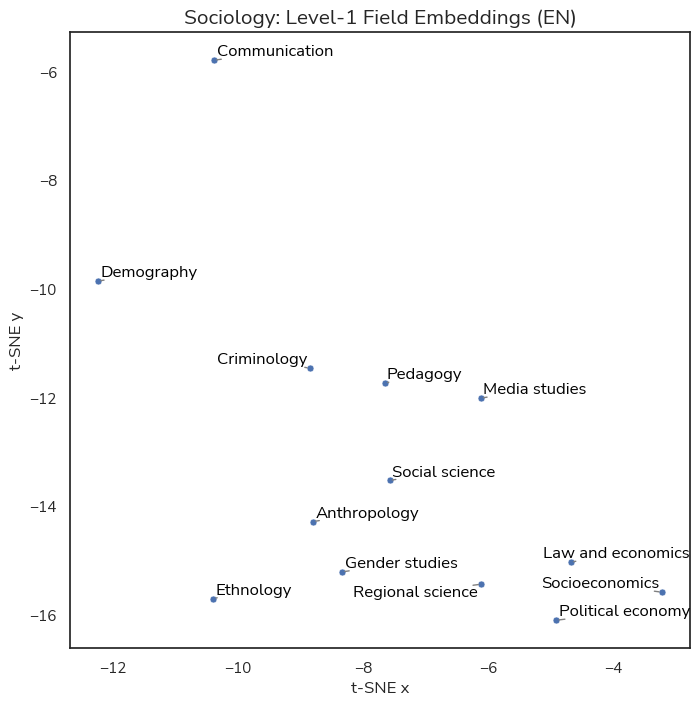 Sociology: Level-1 Field Embeddings (EN)
Communication
Demography
Criminology
Pedagogy
Media studies
Social science
Anthropology
Law and economics
Gender studies
Socioeconomics
Regional science
Ethnology
Political economy
−6
−8
−10
−12
−14
−16
t-SNE y
−12
−10
−8
−6
−4
t-SNE x